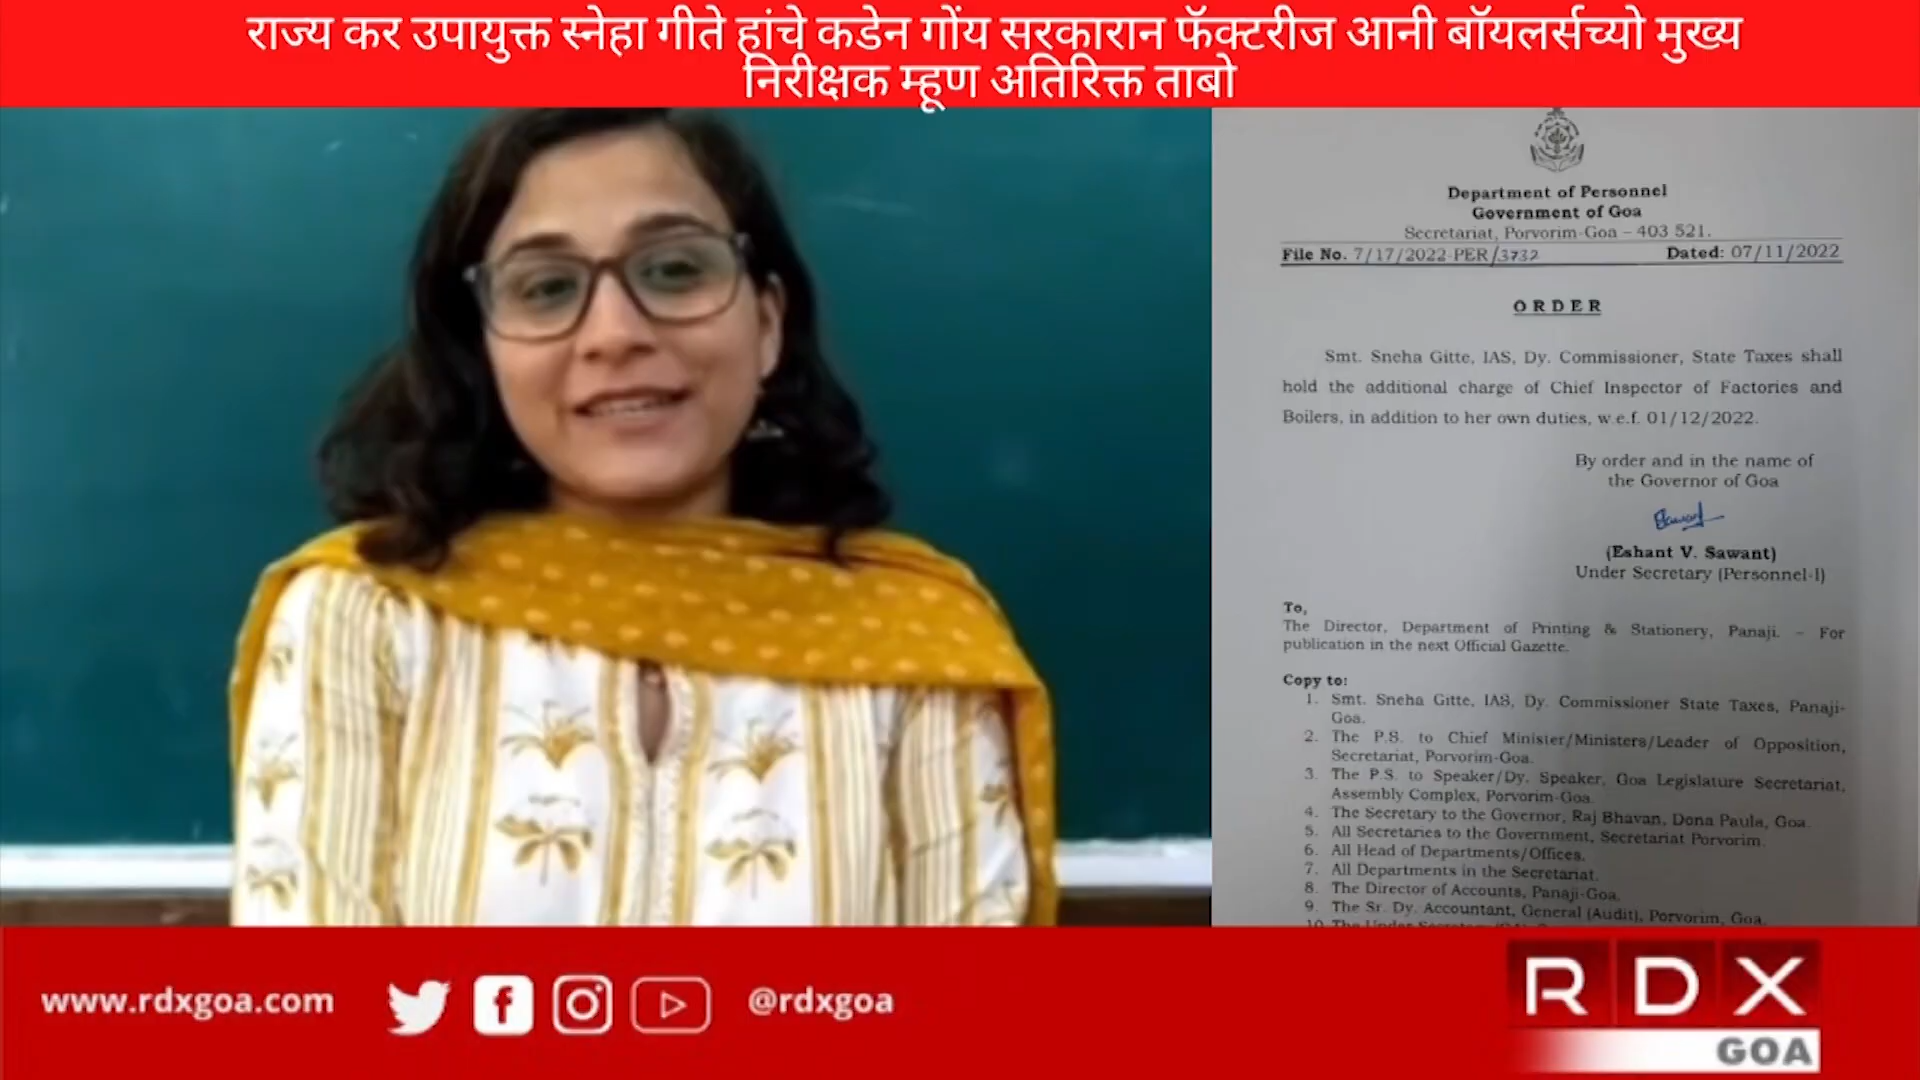 राज्य कर उपायुक्त स्नेहा गीते हांचे कडेन गोंय सरकारान फॅक्टरीज आनी बॉयलर्सच्यो मुख्य
निरीक्षक म्हूण अतिरिक्त ताबो
Department of Personnel
Government of Goa
Secretariat, Porvorim-Goa – 403 521.
File No. 7/17/2022-PER/3732 Dated: 07/11/2022
ORDER
Smt. Sneha Gitte, IAS, Dy. Commissioner, State Taxes shall
hold the additional charge of Chief Inspector of Factories and
Boilers, in addition to her own duties, w.e.f. 01/12/2022.
By order and in the name of
the Governor of Goa
(Eshant V. Sawant)
Under Secretary (Personnel-I)
To,
The Director, Department of Printing & Stationery, Panaji. – For
publication in the next Official Gazette.
Copy to:
1. Smt. Sneha Gitte, IAS, Dy. Commissioner State Taxes, Panaji-
Goa.
2. The P.S. to Chief Minister/Ministers/Leader of Opposition,
Secretariat, Porvorim-Goa.
3. The P.S. to Speaker/Dy. Speaker, Goa Legislature Secretariat,
Assembly Complex, Porvorim-Goa.
4. The Secretary to the Governor, Raj Bhavan, Dona Paula, Goa.
5. All Secretaries to the Government, Secretariat Porvorim.
6. All Head of Departments/Offices.
7. All Departments in the Secretariat.
8. The Director of Accounts, Panaji-Goa.
9. The Sr. Dy. Accountant, General (Audit), Porvorim, Goa.
10. The Under Secretary
www.rdxgoa.com @rdxgoa
RDX
GOA